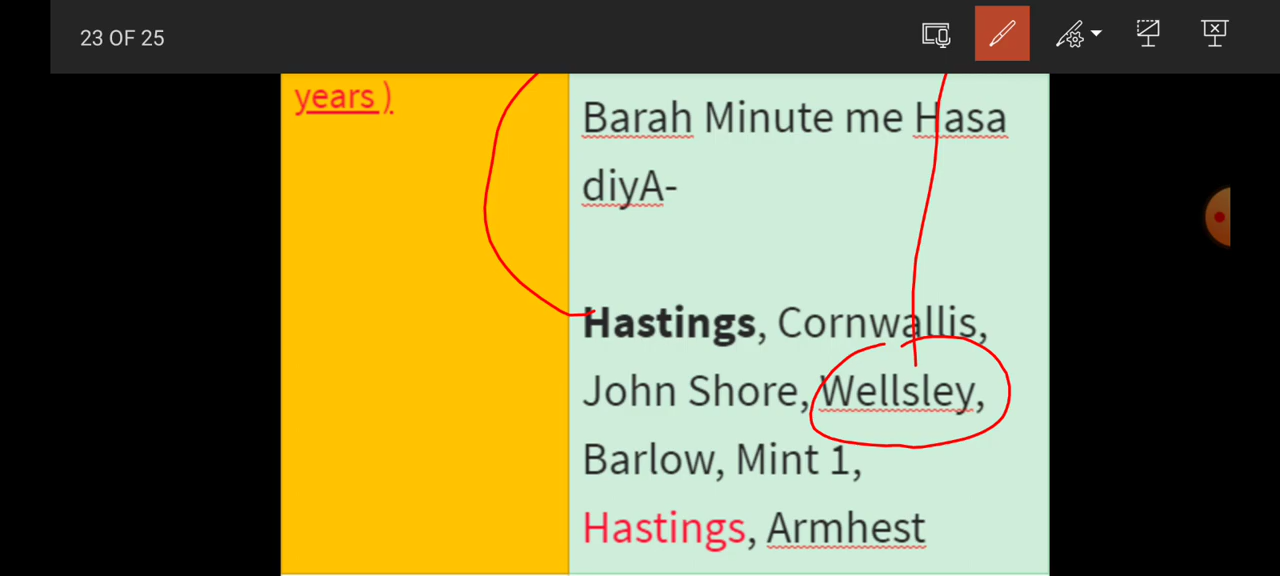 23 OF 25
years )
Barah Minute me Hasa
diyA-
Hastings, Cornwallis,
John Shore, Wellsley,
Barlow, Mint 1,
Hastings, Armhest